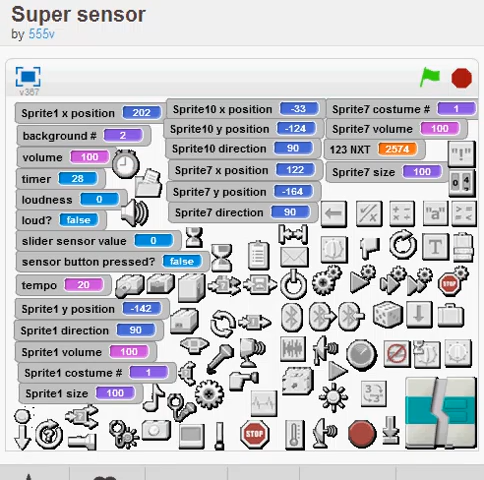 Super sensor
by 555v
v367
Sprite1 x position 202
background # 2
volume 100
timer 28
loudness 0
loud? false
slider sensor value 0
sensor button pressed? false
tempo 20
Sprite1 y position -142
Sprite1 direction 90
Sprite1 volume 100
Sprite1 costume # 1
Sprite1 size 100
Sprite10 x position -33
Sprite10 y position -124
Sprite10 direction 90
Sprite7 x position 122
Sprite7 y position -164
Sprite7 direction 90
Sprite7 costume # 1
Sprite7 volume 100
123 NXT 2574
Sprite7 size 100
"!"
"a"
T
STOP
STOP